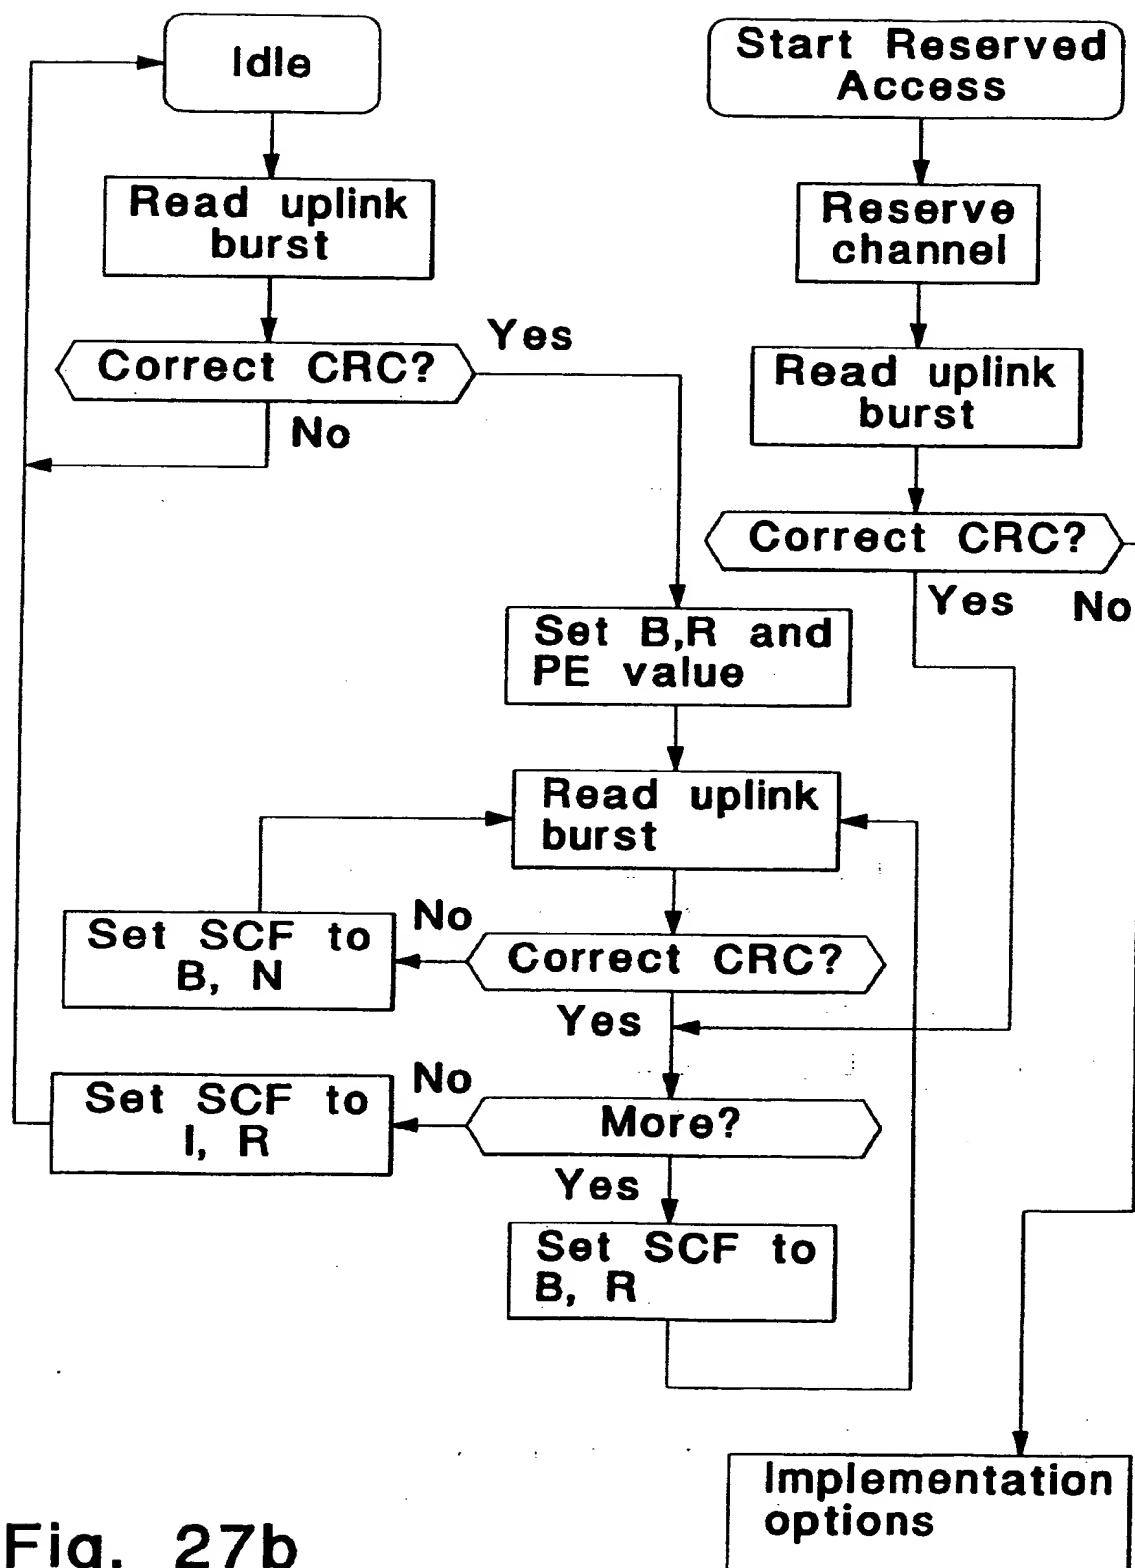 Idle
Start Reserved
Access
Read uplink
burst
Reserve
channel
Correct CRC?
Yes
No
Read uplink
burst
Correct CRC?
Yes
No
Set B,R and
PE value
Read uplink
burst
Set SCF to
B, N
No
Correct CRC?
Yes
Set SCF to
I, R
No
More?
Yes
Set SCF to
B, R
Implementation
options
Fig. 27b